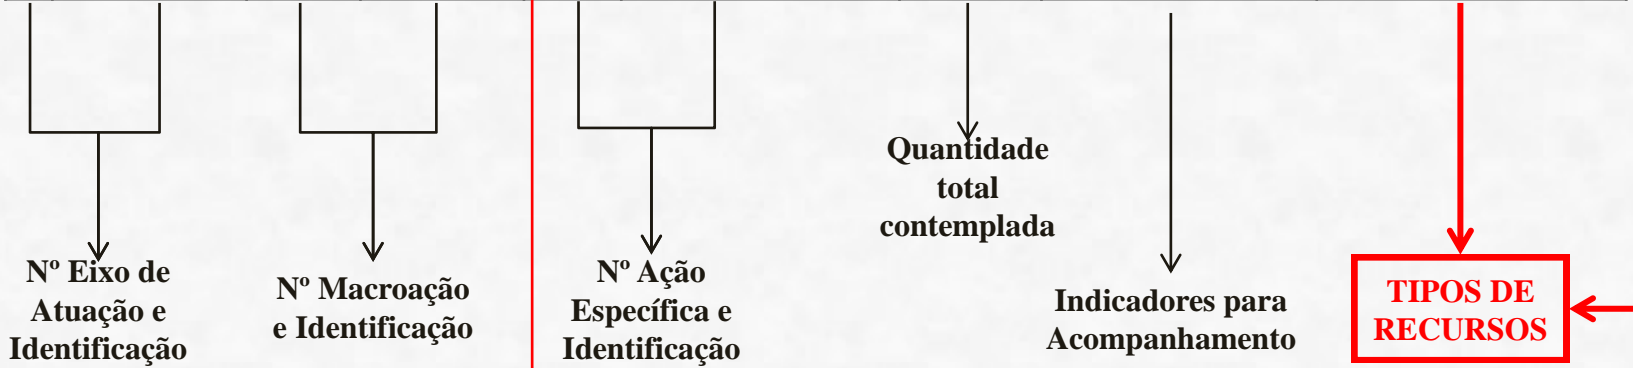 Nº Eixo de
Atuação e
Identificação
Nº Macroação
e Identificação
Nº Ação
Específica e
Identificação
Quantidade
total
contemplada
Indicadores para
Acompanhamento
TIPOS DE
RECURSOS